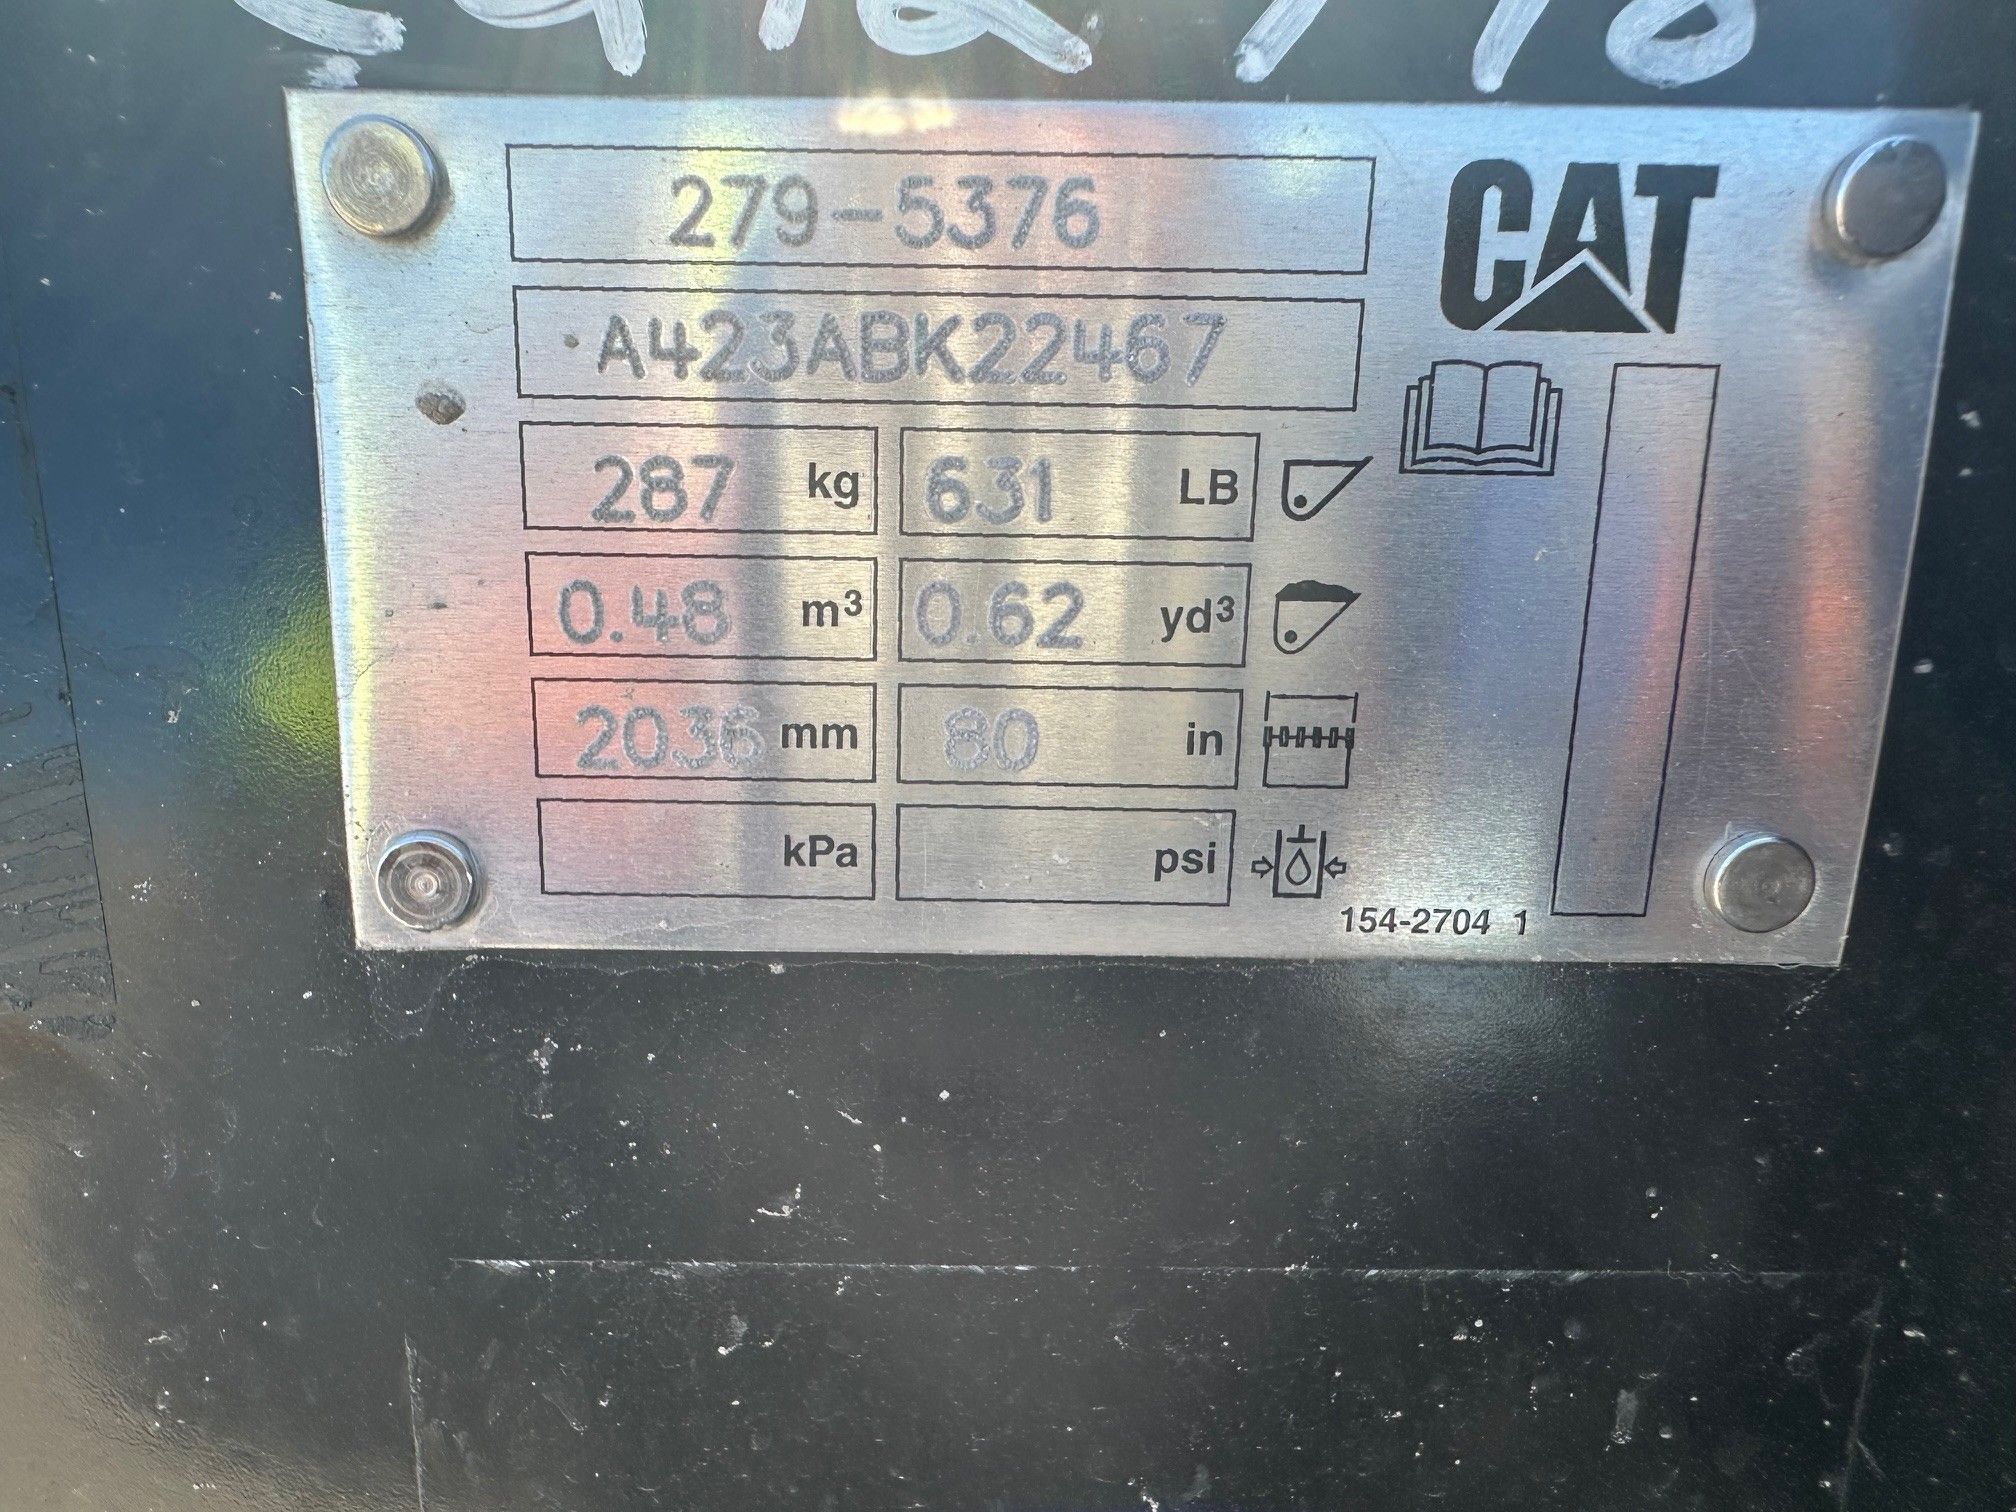 279-5376
CAT
A423ABK22467
287 kg 631 LB
0.48 m³ 0.62 yd³
2036 mm 80 in
kPa psi
154-2704 1